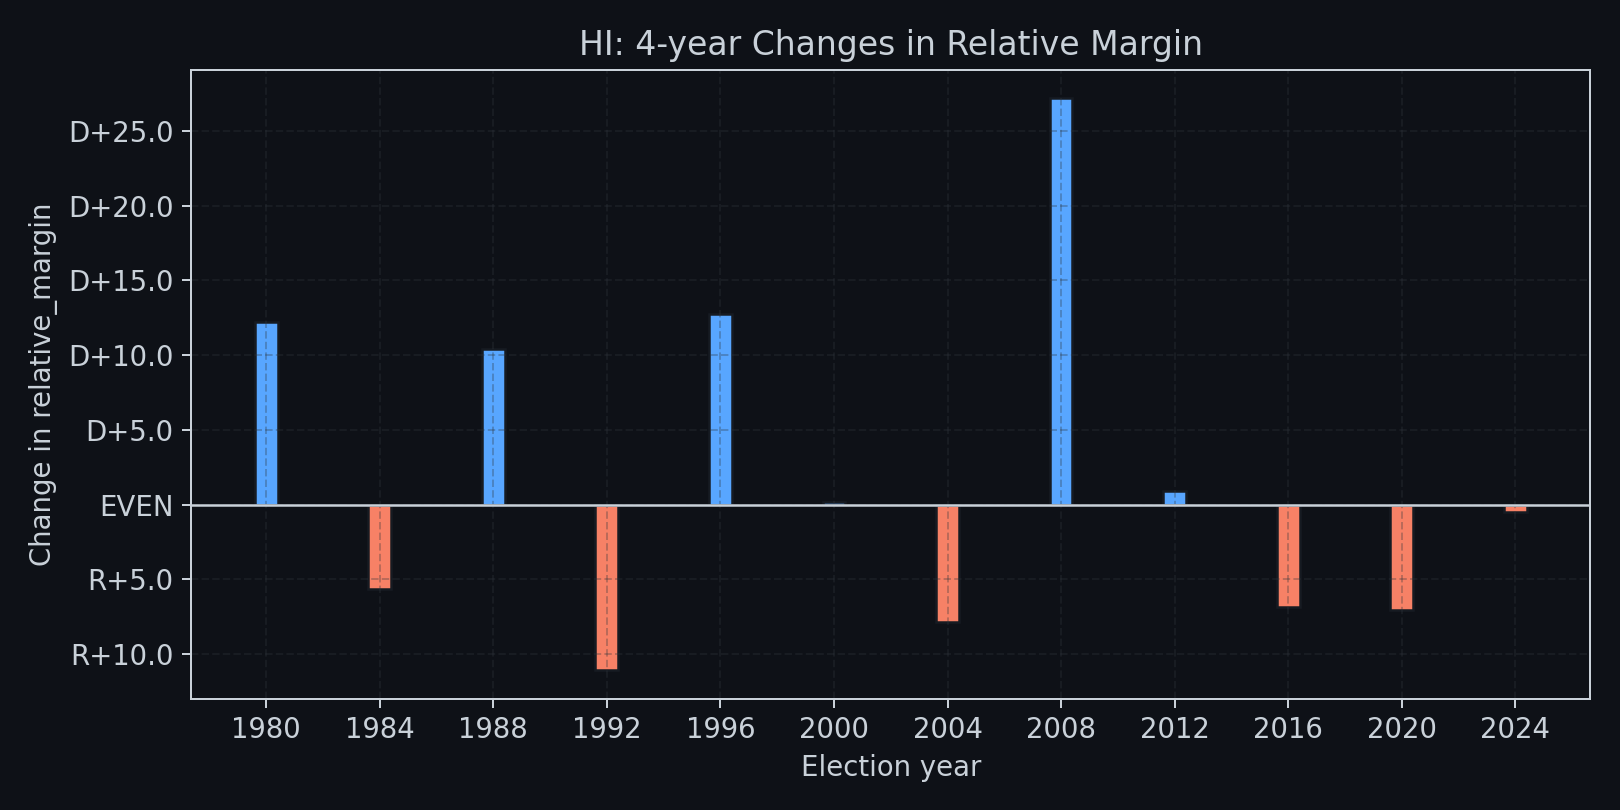 HI: 4-year Changes in Relative Margin
Change in relative_margin
D+25.0
D+20.0
D+15.0
D+10.0
D+5.0
EVEN
R+5.0
R+10.0
1980 1984 1988 1992 1996 2000 2004 2008 2012 2016 2020 2024
Election year